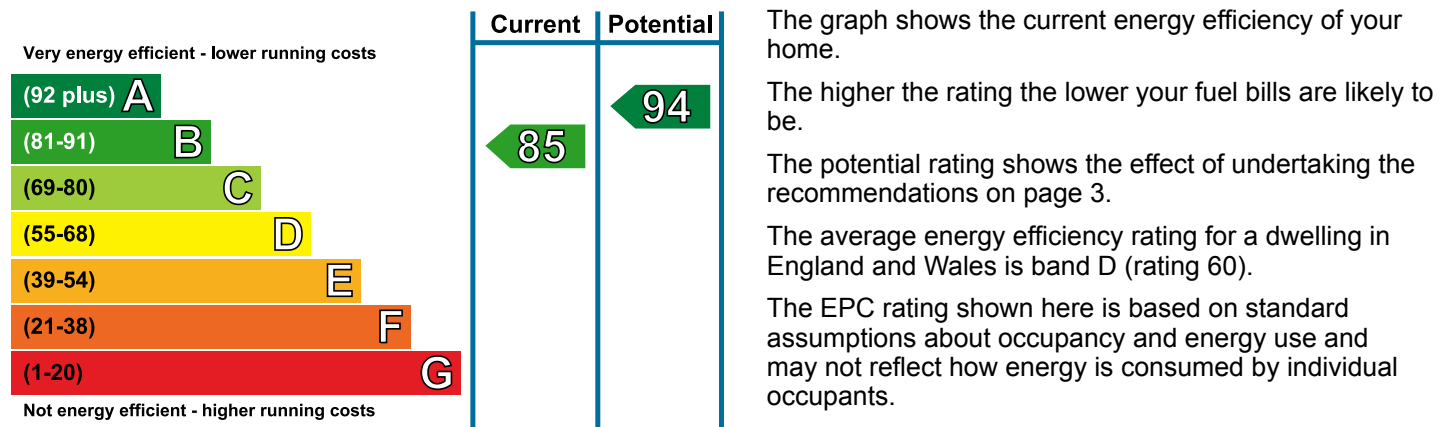 Current Potential
Very energy efficient - lower running costs
(92 plus) A
(81-91) B
(69-80) C
(55-68) D
(39-54) E
(21-38) F
(1-20) G
Not energy efficient - higher running costs
85
94
The graph shows the current energy efficiency of your
home.
The higher the rating the lower your fuel bills are likely to
be.
The potential rating shows the effect of undertaking the
recommendations on page 3.
The average energy efficiency rating for a dwelling in
England and Wales is band D (rating 60).
The EPC rating shown here is based on standard
assumptions about occupancy and energy use and
may not reflect how energy is consumed by individual
occupants.